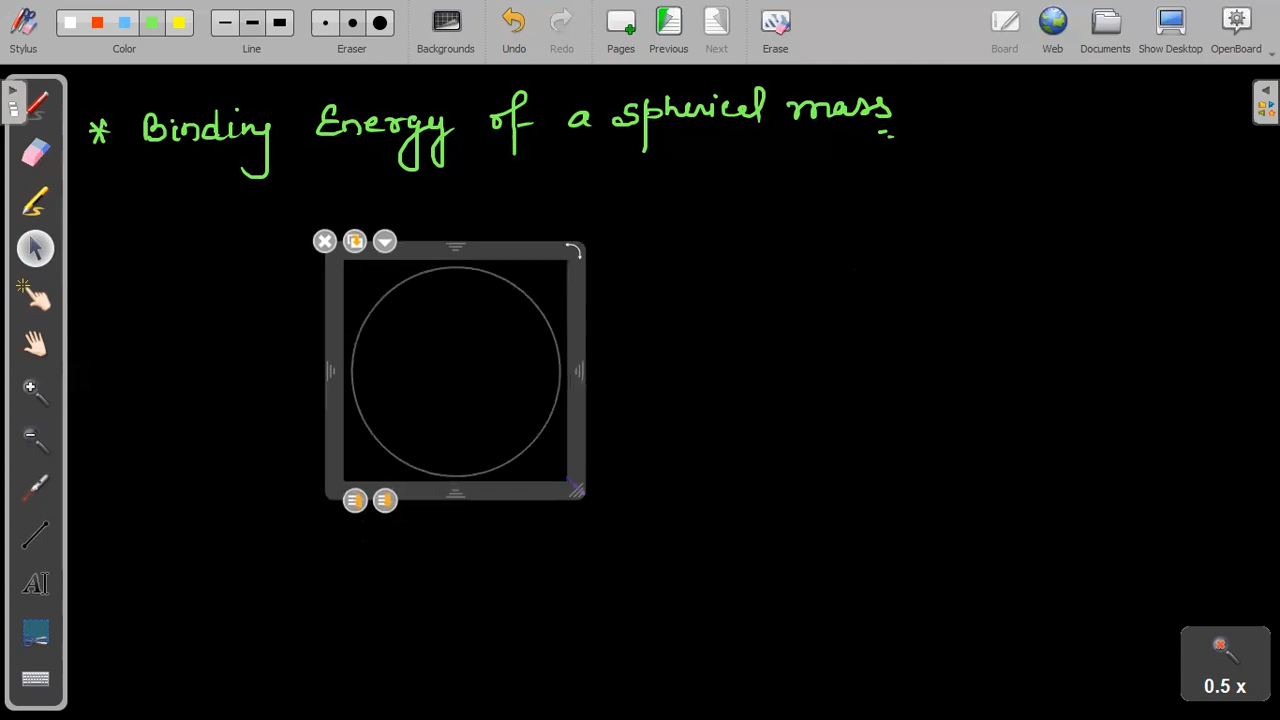 Stylus Color Line Eraser Backgrounds Undo Redo Pages Previous Next Erase Board Web Documents Show Desktop OpenBoard
* Binding Energy of a spherical mass
AI
0.5 x